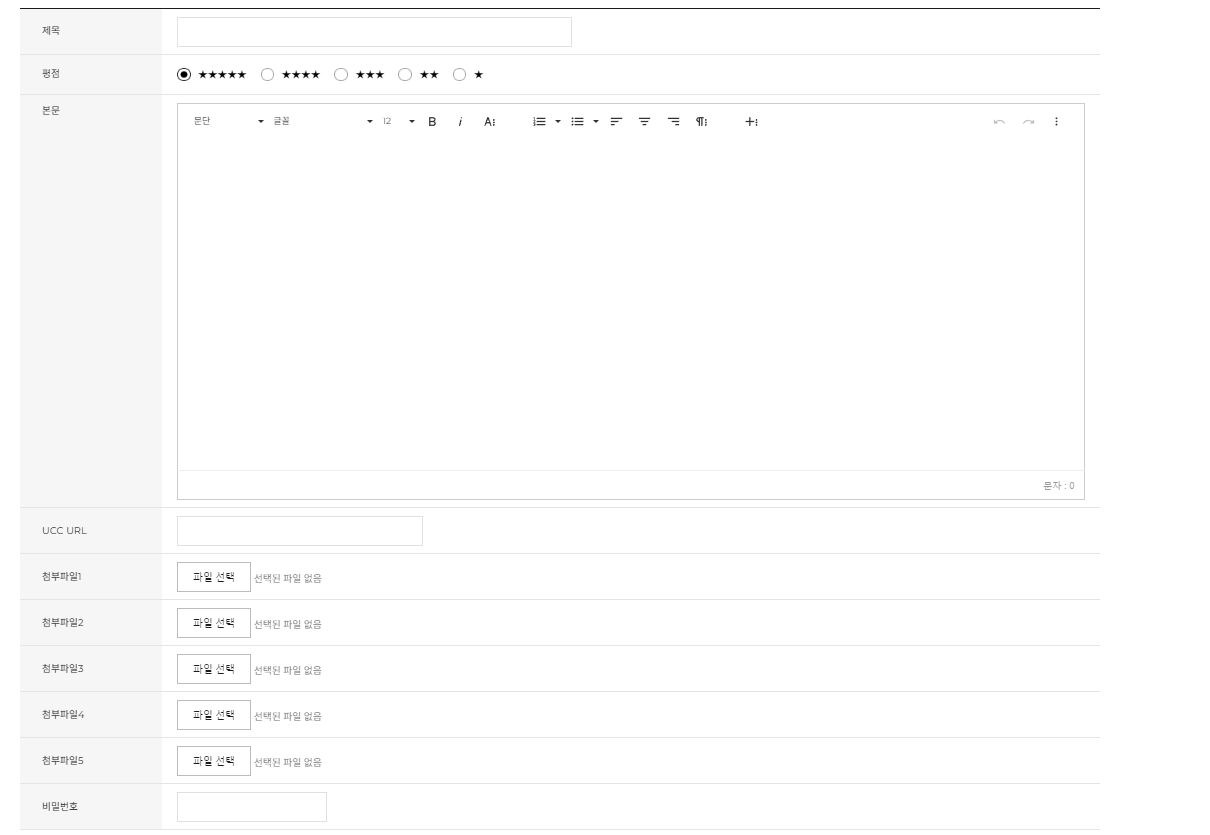 제목
평점 ★★★★★ ★★★★ ★★★ ★★ ★
본문
문단 글꼴 12 B i A
문자 : 0
UCC URL
첨부파일1 파일 선택 선택된 파일 없음
첨부파일2 파일 선택 선택된 파일 없음
첨부파일3 파일 선택 선택된 파일 없음
첨부파일4 파일 선택 선택된 파일 없음
첨부파일5 파일 선택 선택된 파일 없음
비밀번호